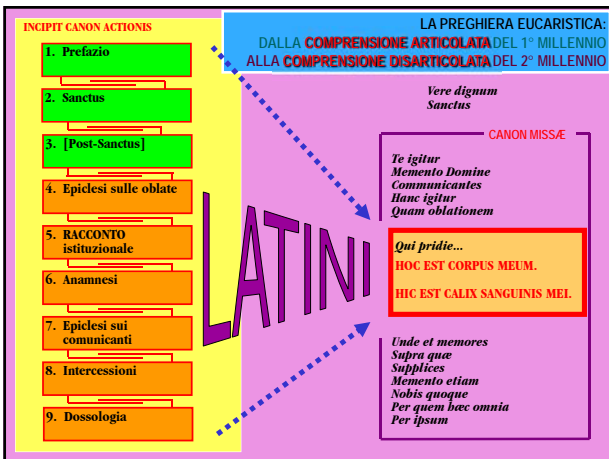 INCIPIT CANON ACTIONIS
1. Prefazio
2. Sanctus
3. [Post-Sanctus]
4. Epiclesi sulle oblate
5. RACCONTO
istituzionale
6. Anamnesi
7. Epiclesi sui
comunicanti
8. Intercessioni
9. Dossologia
LATINI
LA PREGHIERA EUCARISTICA:
DALLA COMPRENSIONE ARTICOLATA DEL 1° MILLENNIO
ALLA COMPRENSIONE DISARTICOLATA DEL 2° MILLENNIO
Vere dignum
Sanctus
CANON MISSÆ
Te igitur
Memento Domine
Communicantes
Hanc igitur
Quam oblationem
Qui pridie...
HOC EST CORPUS MEUM.
HIC EST CALIX SANGUINIS MEI.
Unde et memores
Supra quæ
Supplices
Memento etiam
Nobis quoque
Per quem hæc omnia
Per ipsum